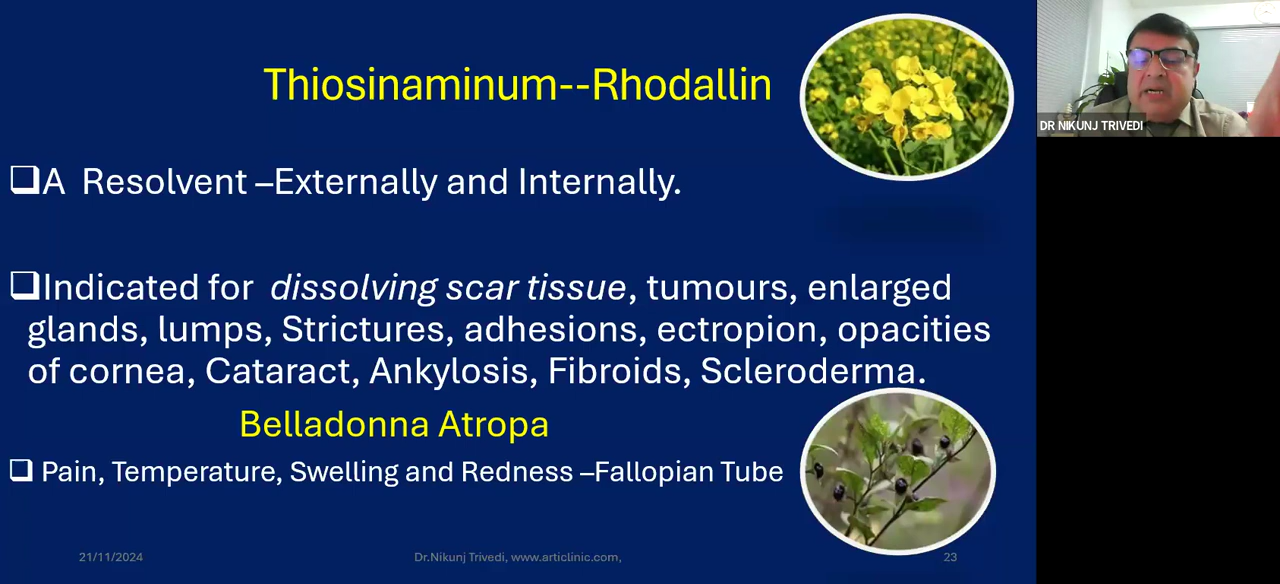 Thiosinaminum--Rhodallin
DR NIKUNJ TRIVEDI
❑A Resolvent –Externally and Internally.
❑Indicated for dissolving scar tissue, tumours, enlarged
glands, lumps, Strictures, adhesions, ectropion, opacities
of cornea, Cataract, Ankylosis, Fibroids, Scleroderma.
Belladonna Atropa
❑ Pain, Temperature, Swelling and Redness –Fallopian Tube
21/11/2024
Dr.Nikunj Trivedi, www.articlinic.com,
23